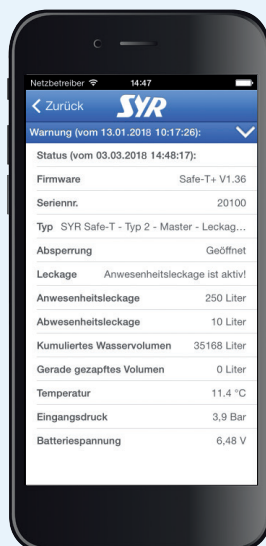 Netzbetreiber 14:47
Zurück SYR
Warnung (vom 13.01.2018 10:17:26):
Status (vom 03.03.2018 14:48:17):
Firmware Safe-T+ V1.36
Seriennr. 20100
Typ SYR Safe-T - Typ 2 - Master - Leckag...
Absperrung Geöffnet
Leckage Anwesenheitsleckage ist aktiv!
Anwesenheitsleckage 250 Liter
Abwesenheitsleckage 10 Liter
Kumuliertes Wasservolumen 35168 Liter
Gerade gezapftes Volumen 0 Liter
Temperatur 11.4 °C
Eingangsdruck 3,9 Bar
Batteriespannung 6,48 V